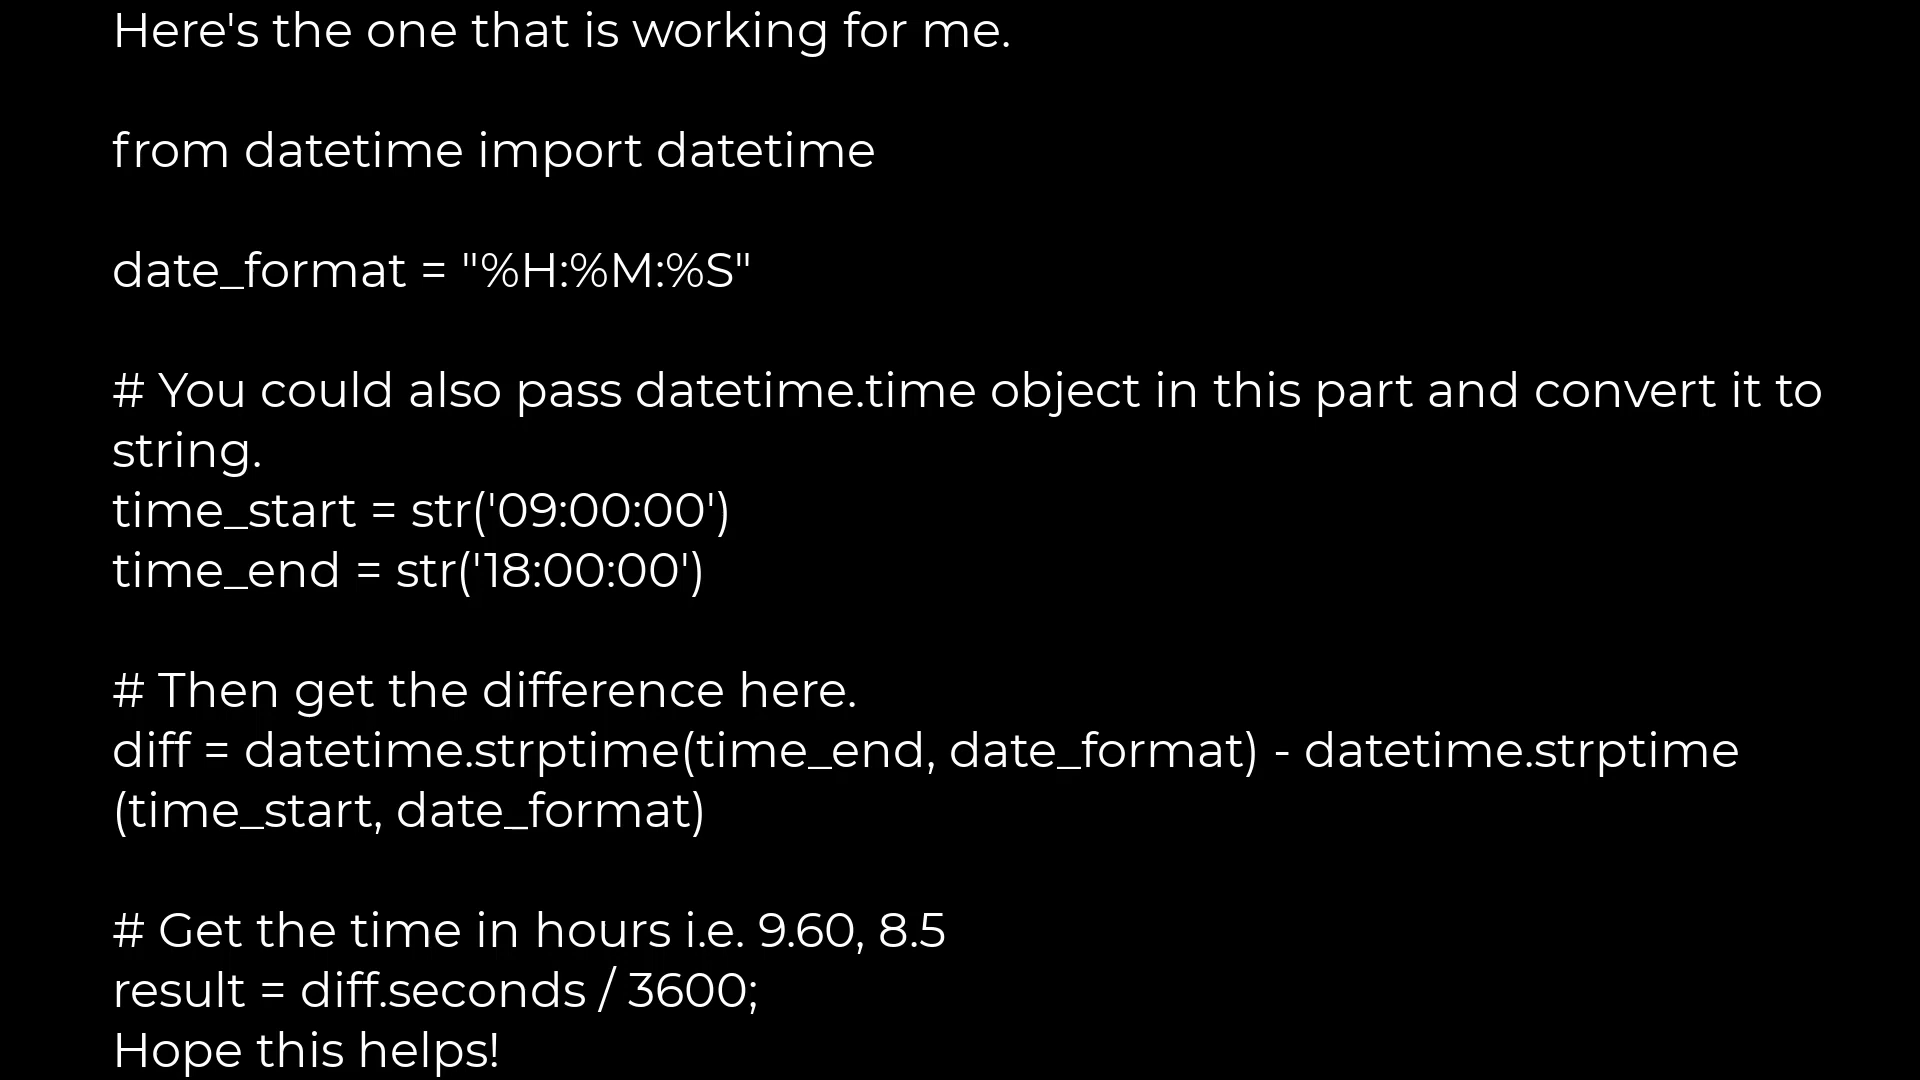 Here's the one that is working for me.
from datetime import datetime
date_format = "%H:%M:%S"
# You could also pass datetime.time object in this part and convert it to
string.
time_start = str('09:00:00')
time_end = str('18:00:00')
# Then get the difference here.
diff = datetime.strptime(time_end, date_format) - datetime.strptime
(time_start, date_format)
# Get the time in hours i.e. 9.60, 8.5
result = diff.seconds / 3600;
Hope this helps!